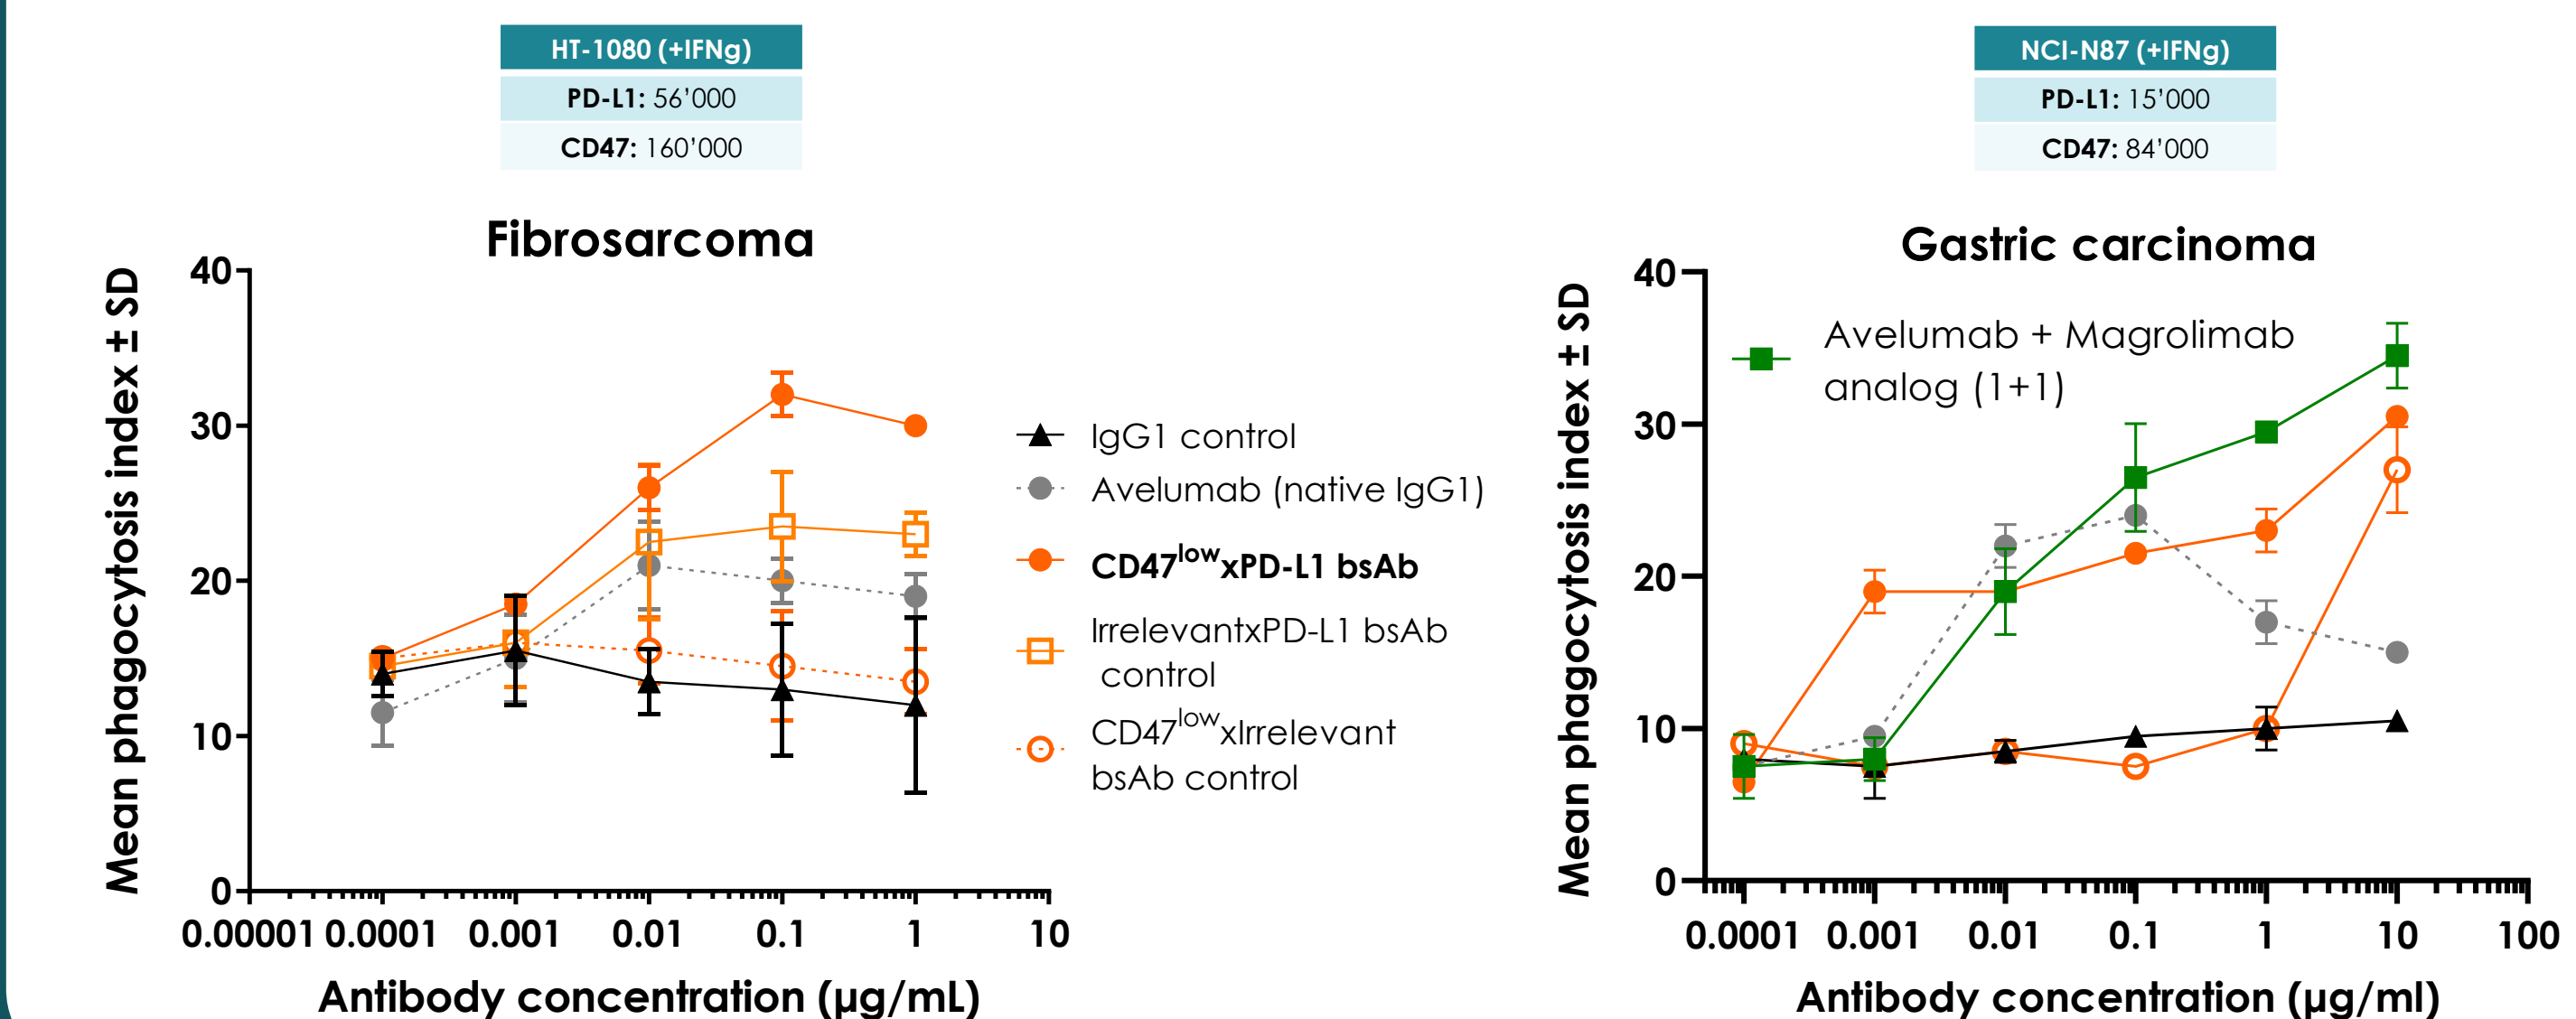 HT-1080 (+IFNg)
PD-L1: 56’000
CD47: 160’000
Fibrosarcoma
Mean phagocytosis index ± SD
40
30
20
10
0
0.00001 0.0001 0.001 0.01 0.1 1 10
Antibody concentration (µg/mL)
IgG1 control
Avelumab (native IgG1)
CD47lowxPD-L1 bsAb
IrrelevantxPD-L1 bsAb
control
CD47lowxIrrelevant
bsAb control
NCI-N87 (+IFNg)
PD-L1: 15’000
CD47: 84’000
Gastric carcinoma
Mean phagocytosis index ± SD
40
30
20
10
0
Avelumab + Magrolimab
analog (1+1)
0.0001 0.001 0.01 0.1 1 10 100
Antibody concentration (µg/ml)